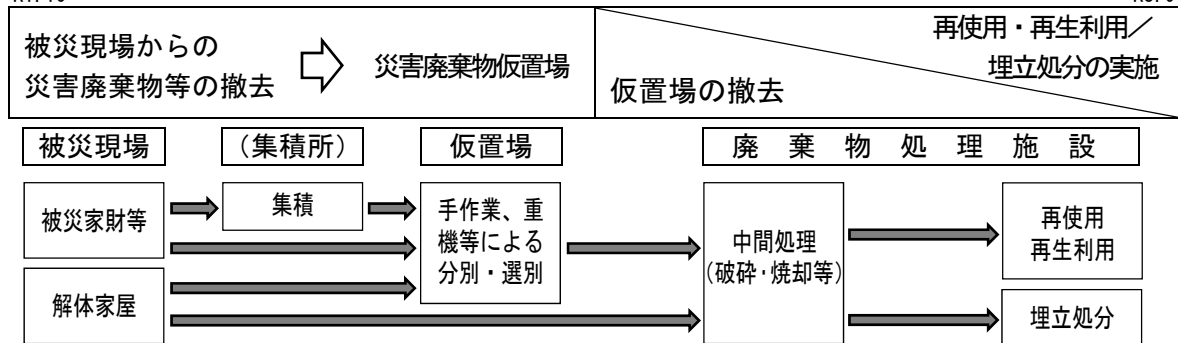 被災現場からの
災害廃棄物等の撤去
災害廃棄物仮置場
再使用・再生利用／
埋立処分の実施
仮置場の撤去
被災現場
（集積所）
仮置場
廃棄物処理施設
被災家財等
集積
手作業、重
機等による
分別・選別
中間処理
（破砕・焼却等）
再使用
再生利用
解体家屋
埋立処分